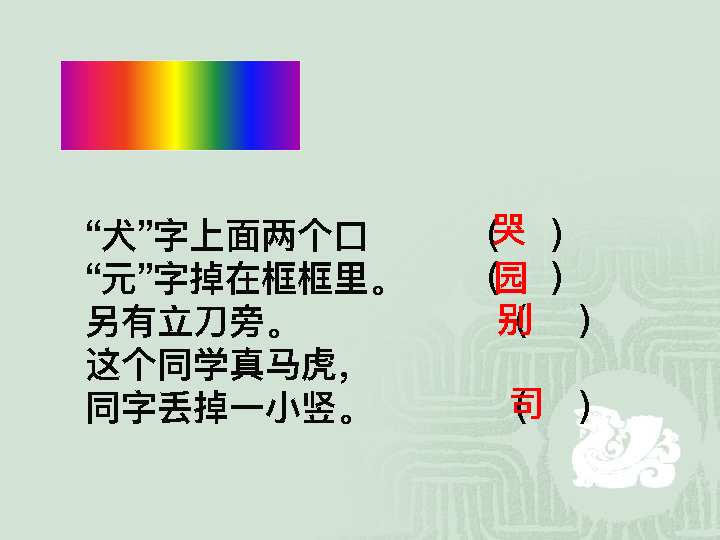 “犬”字上面两个口 (哭 )
“元”字掉在框框里。 (园 )
另有立刀旁。 (别 )
这个同学真马虎，
同字丢掉一小竖。 (司 )